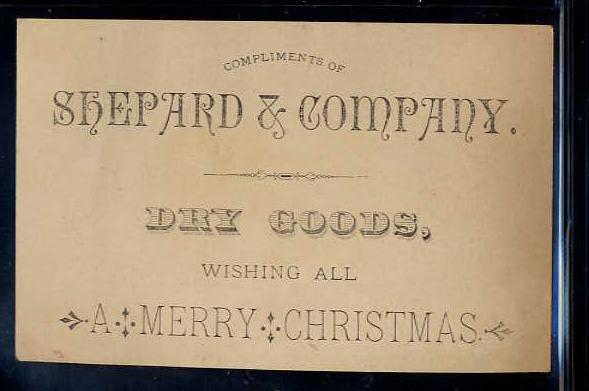 COMPLIMENTS OF
SHEPARD & COMPANY.
DRY GOODS,
WISHING ALL
A MERRY CHRISTMAS.